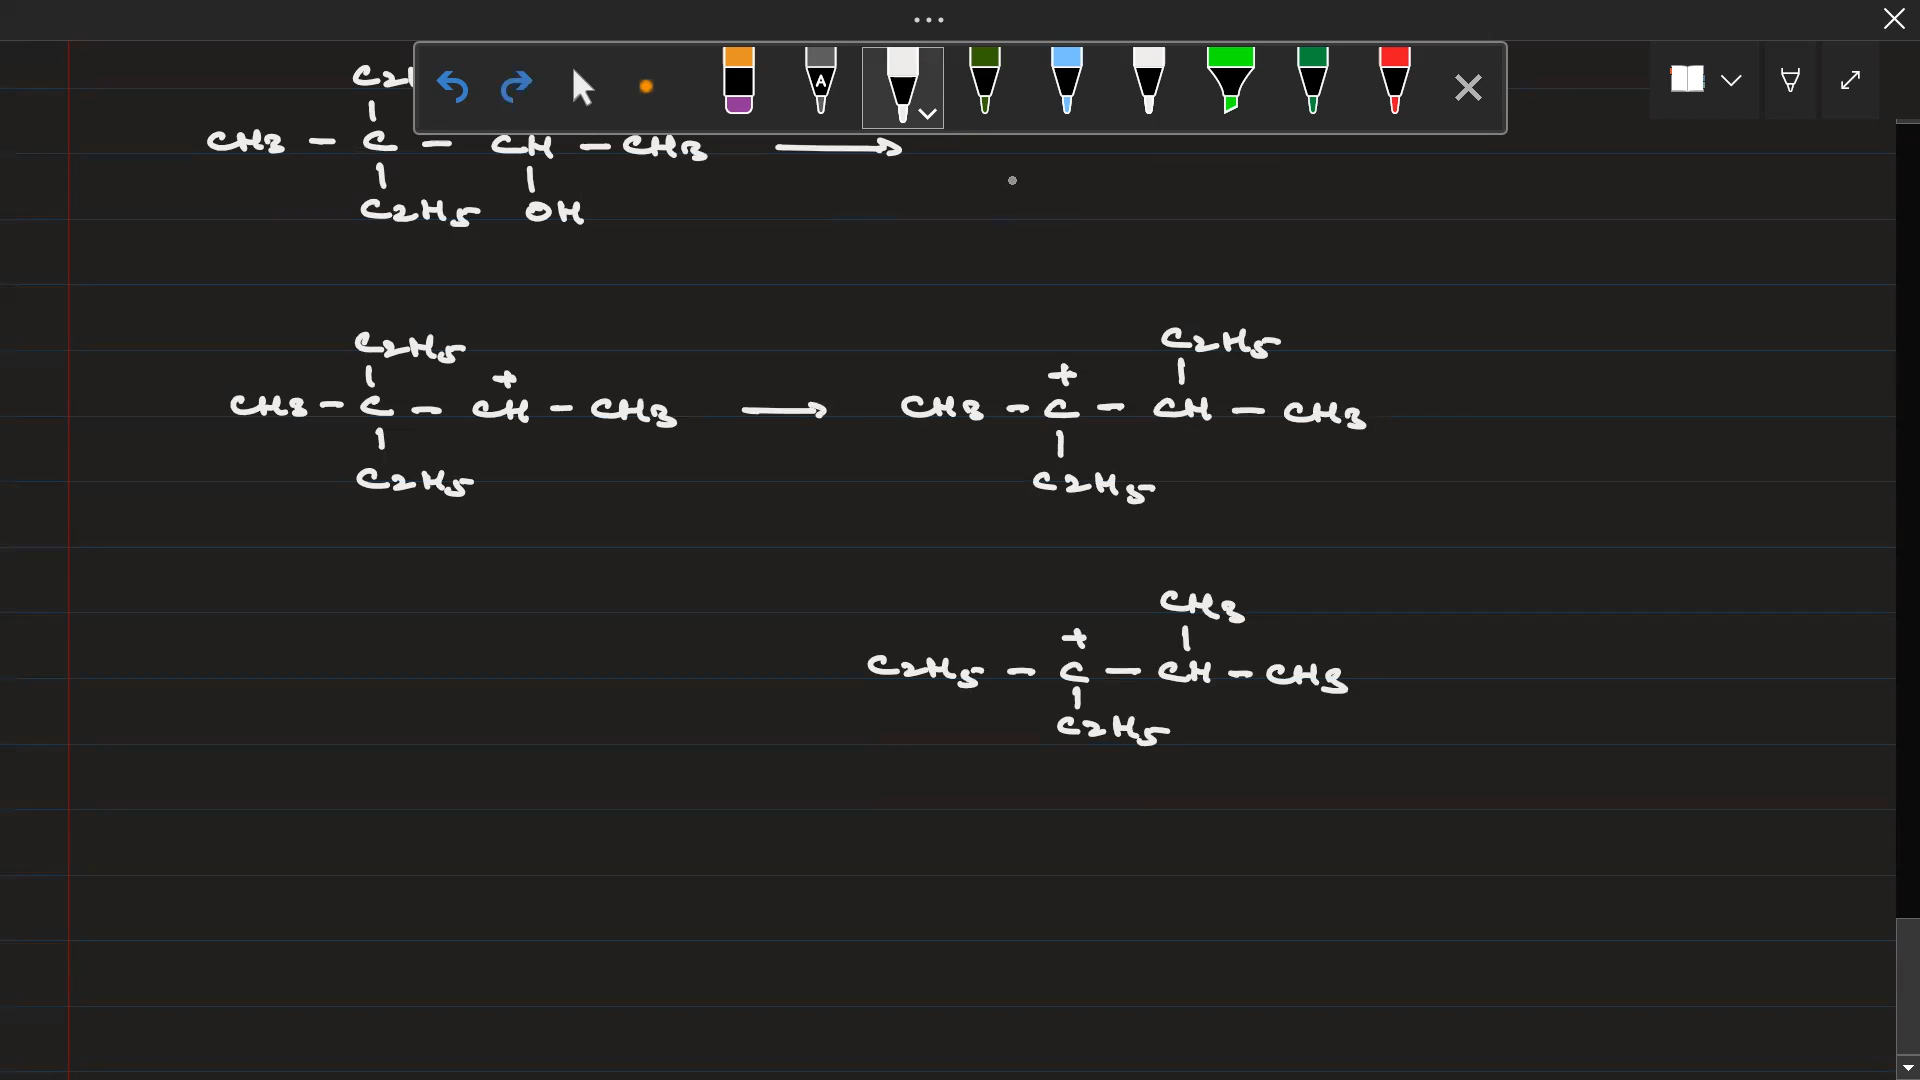 C2H
CH3 - C - CH - CH3 ⟶
C2H5 OH
C2H5 C2H5
+ +
CH3 - C - CH - CH3 ⟶ CH3 - C - CH - CH3
C2H5 C2H5
CH3
+
C2H5 - C - CH - CH3
C2H5